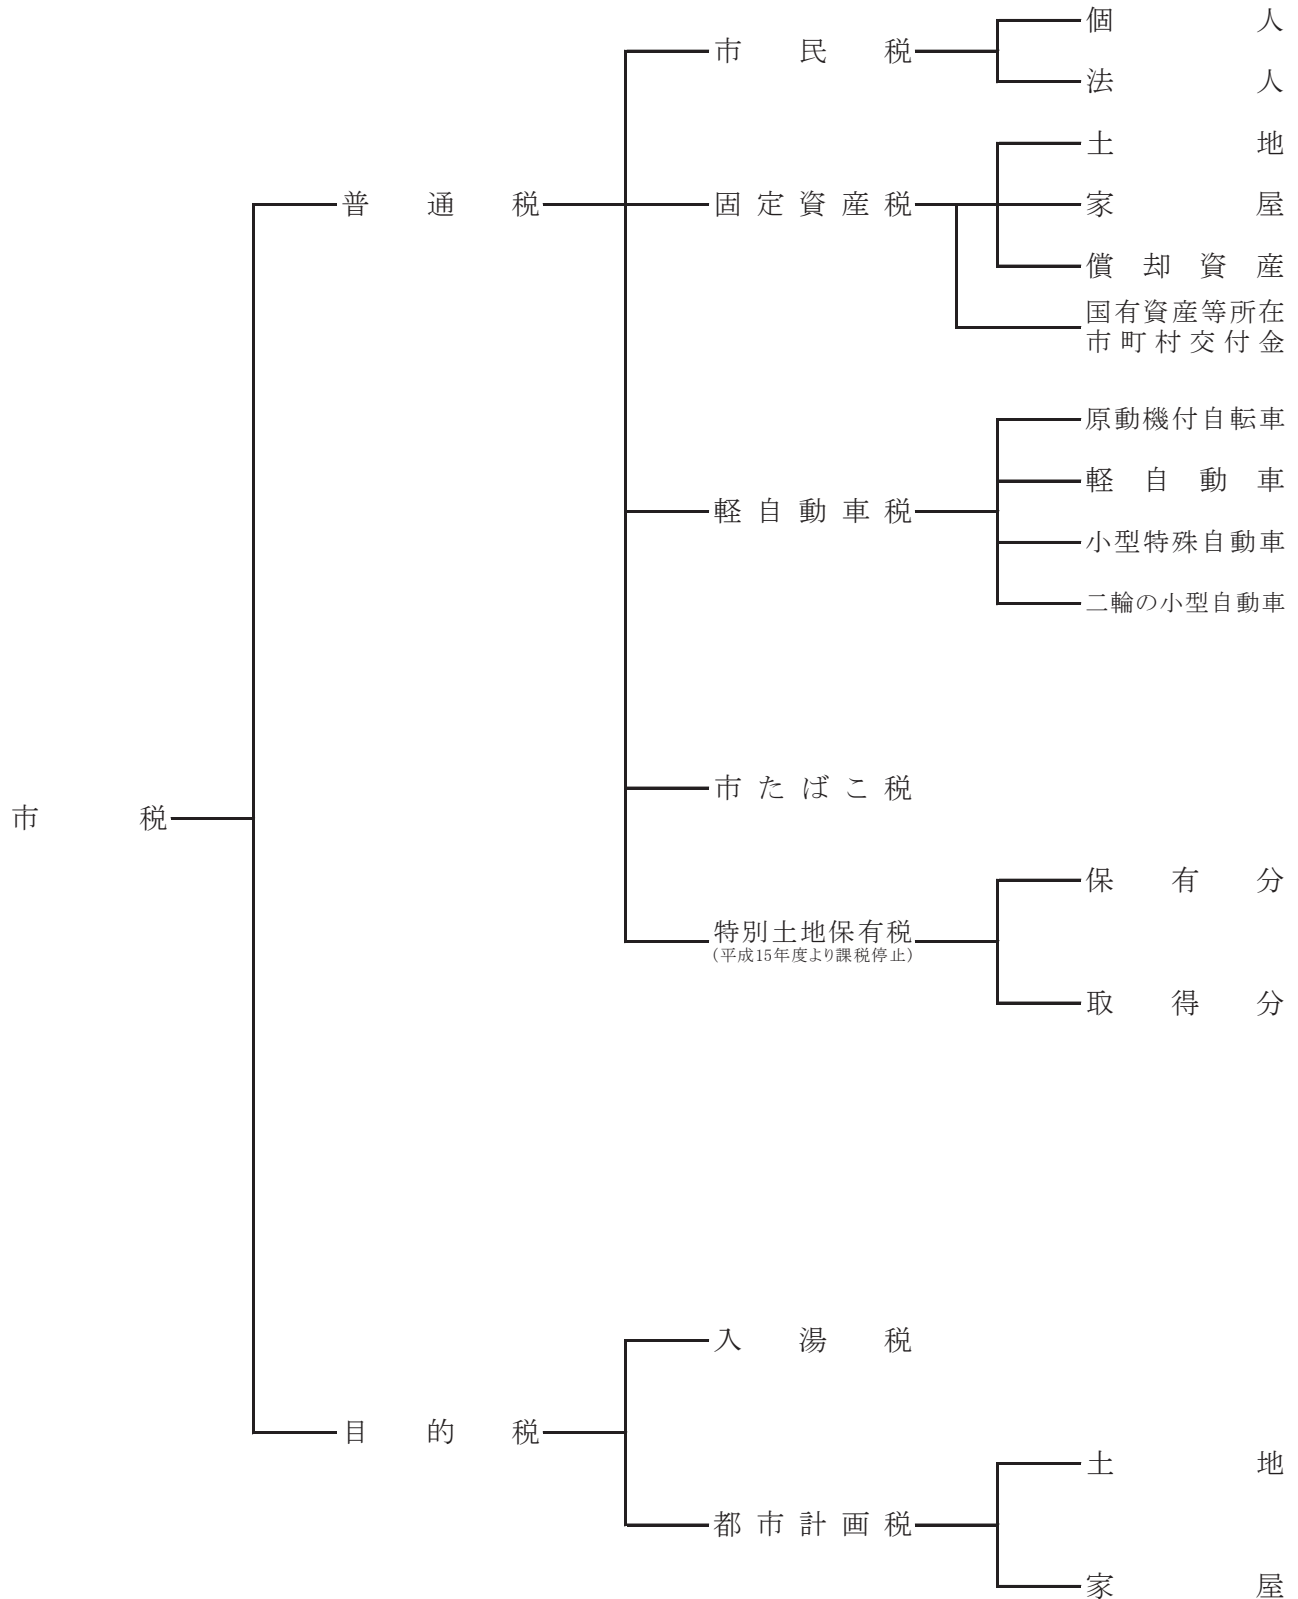 市税
普通税
市民税
個人
法人
固定資産税
土地
家屋
償却資産
国有資産等所在
市町村交付金
軽自動車税
原動機付自転車
軽自動車
小型特殊自動車
二輪の小型自動車
市たばこ税
特別土地保有税
(平成15年度より課税停止)
保有分
取得分
目的税
入湯税
都市計画税
土地
家屋